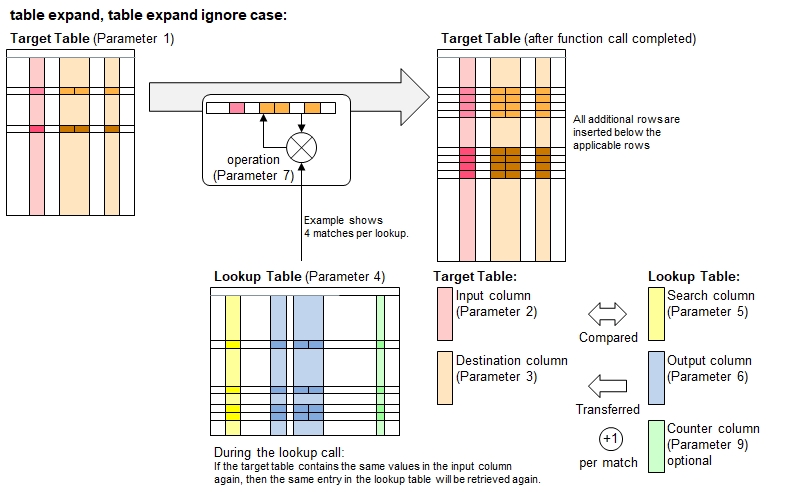 table expand, table expand ignore case:
Target Table (Parameter 1)
Target Table (after function call completed)
operation
(Parameter 7)
All additional rows are
inserted below the
applicable rows
Example shows
4 matches per lookup.
Lookup Table (Parameter 4)
Target Table:
Lookup Table:
Input column
(Parameter 2)
Compared
Search column
(Parameter 5)
Destination column
(Parameter 3)
Transferred
Output column
(Parameter 6)
+1
per match
Counter column
(Parameter 9)
optional
During the lookup call:
If the target table contains the same values in the input column
again, then the same entry in the lookup table will be retrieved again.